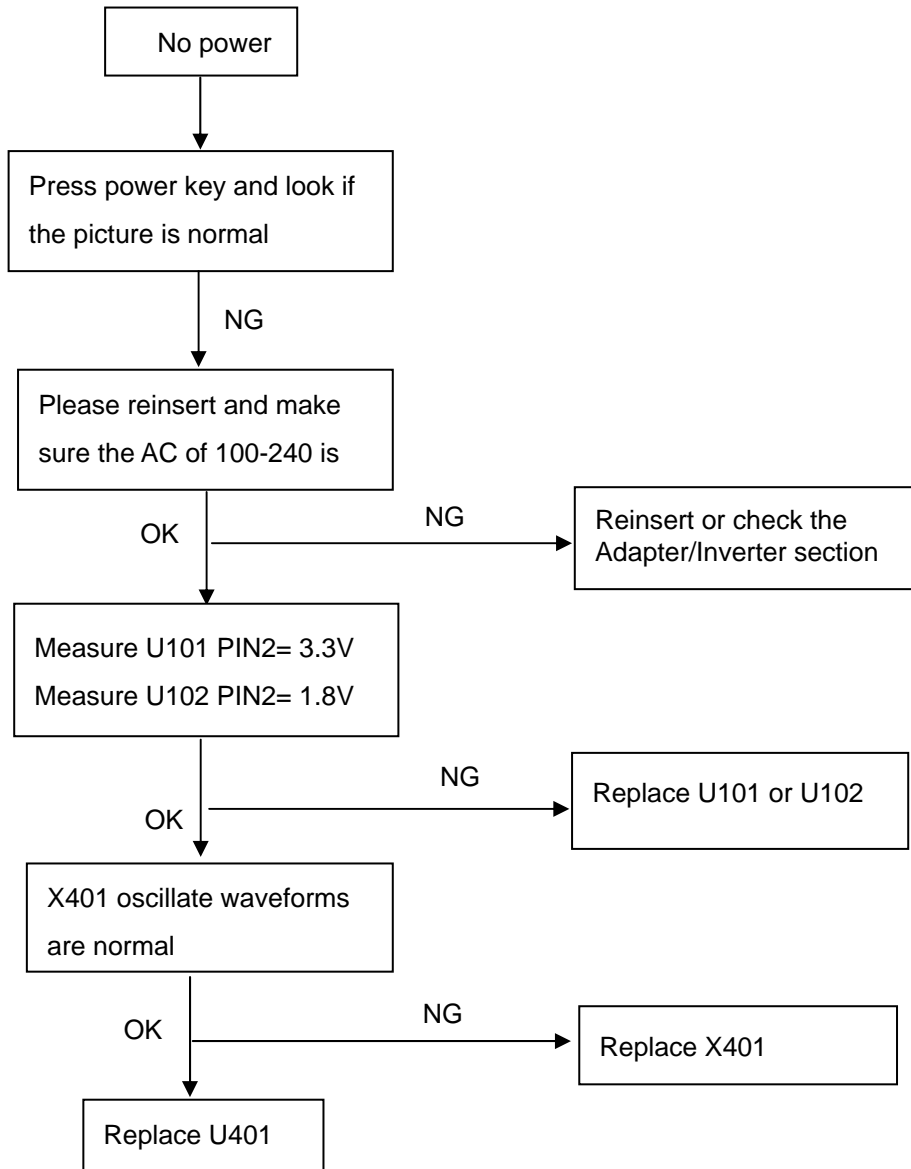 No power
Press power key and look if
the picture is normal
NG
Please reinsert and make
sure the AC of 100-240 is
OK
NG
Reinsert or check the
Adapter/Inverter section
Measure U101 PIN2= 3.3V
Measure U102 PIN2= 1.8V
OK
NG
Replace U101 or U102
X401 oscillate waveforms
are normal
OK
NG
Replace X401
Replace U401